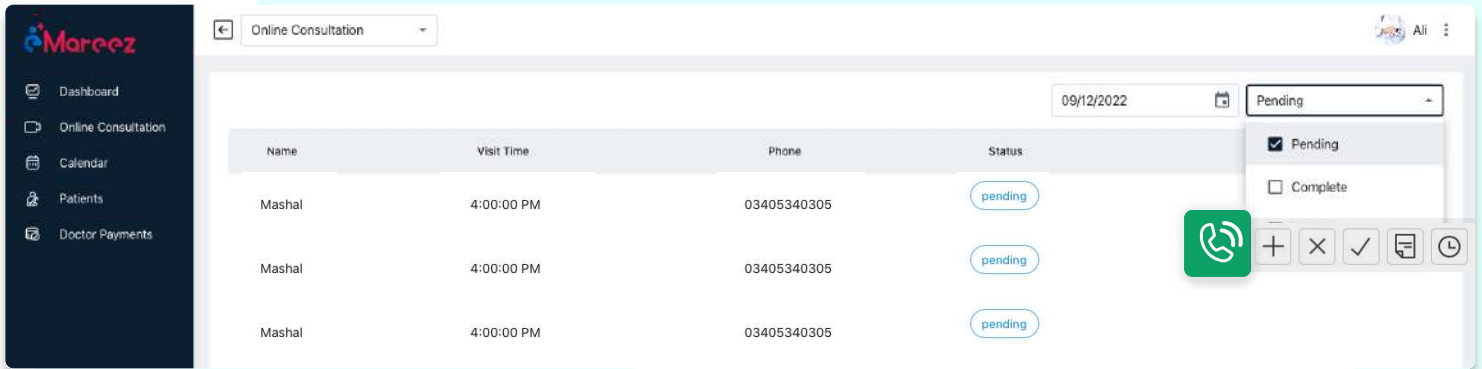 eMareez
Online Consultation
Ali
Dashboard
Online Consultation
Calendar
Patients
Doctor Payments
09/12/2022
Pending
Name Visit Time Phone Status
Pending
Complete
Mashal 4:00:00 PM 03405340305 pending
Mashal 4:00:00 PM 03405340305 pending
Mashal 4:00:00 PM 03405340305 pending